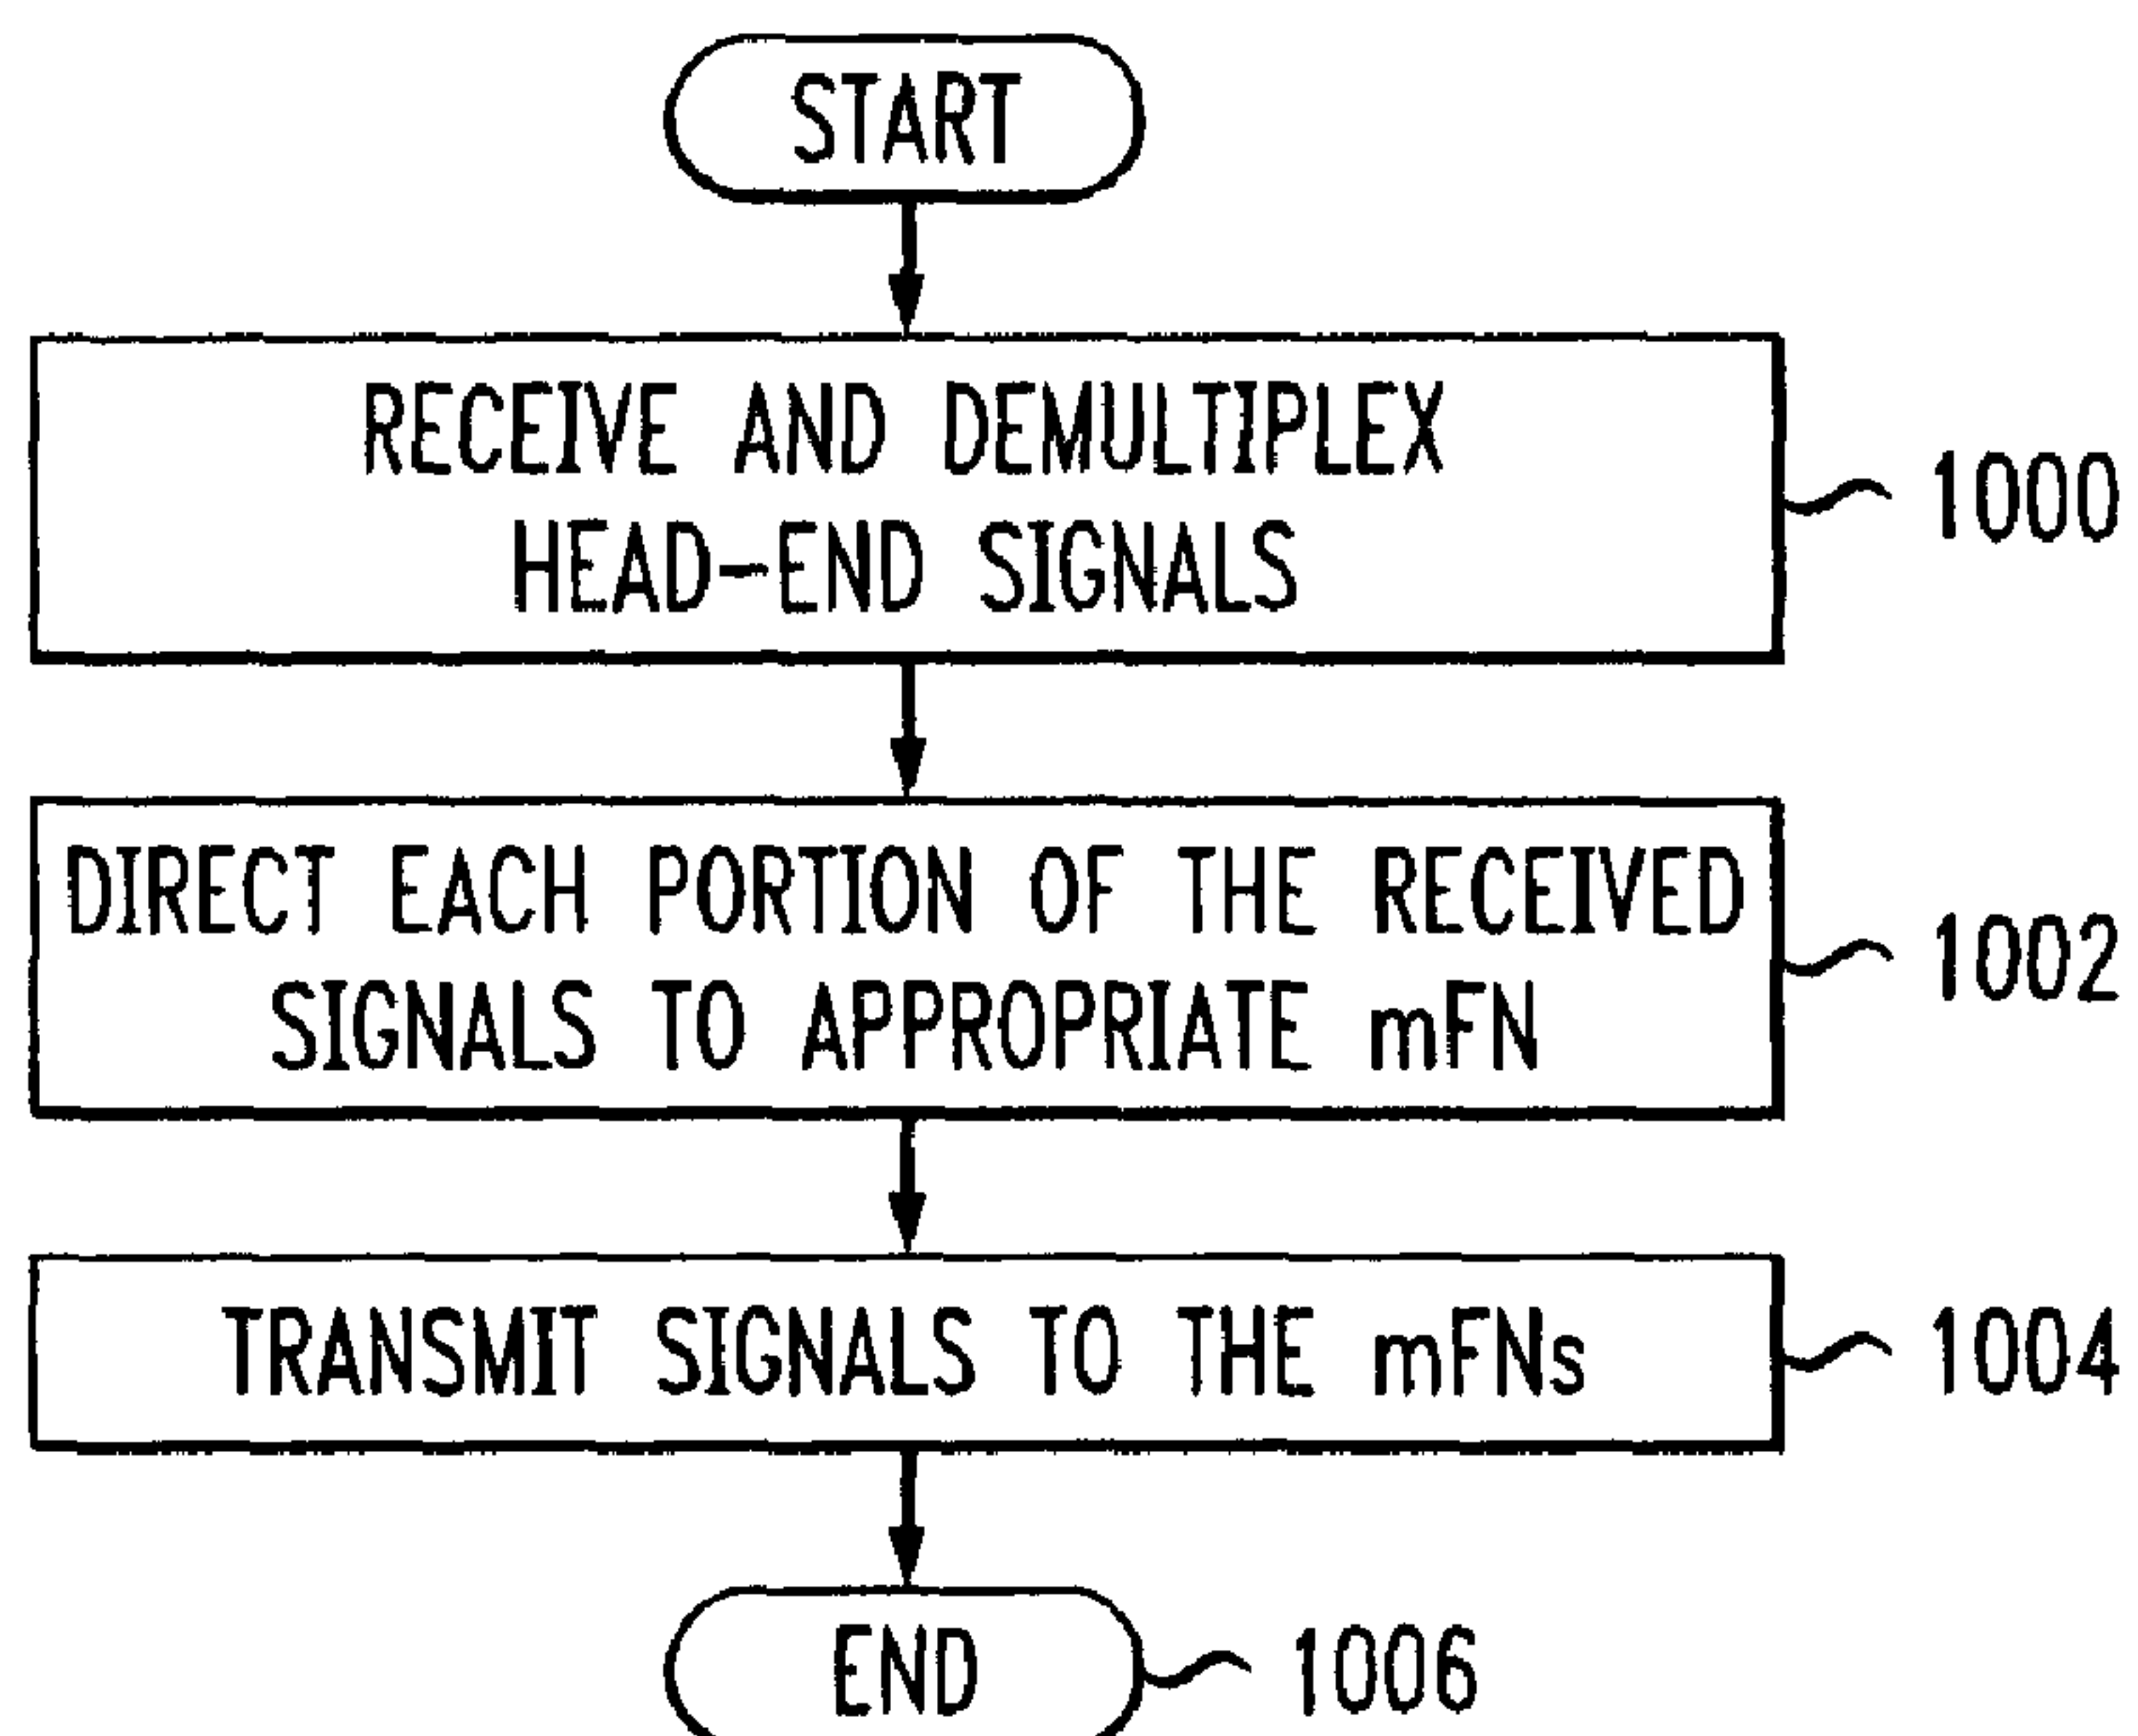 START
RECEIVE AND DEMULTIPLEX
HEAD-END SIGNALS
1000
DIRECT EACH PORTION OF THE RECEIVED
SIGNALS TO APPROPRIATE mFN
1002
TRANSMIT SIGNALS TO THE mFNs
1004
END
1006